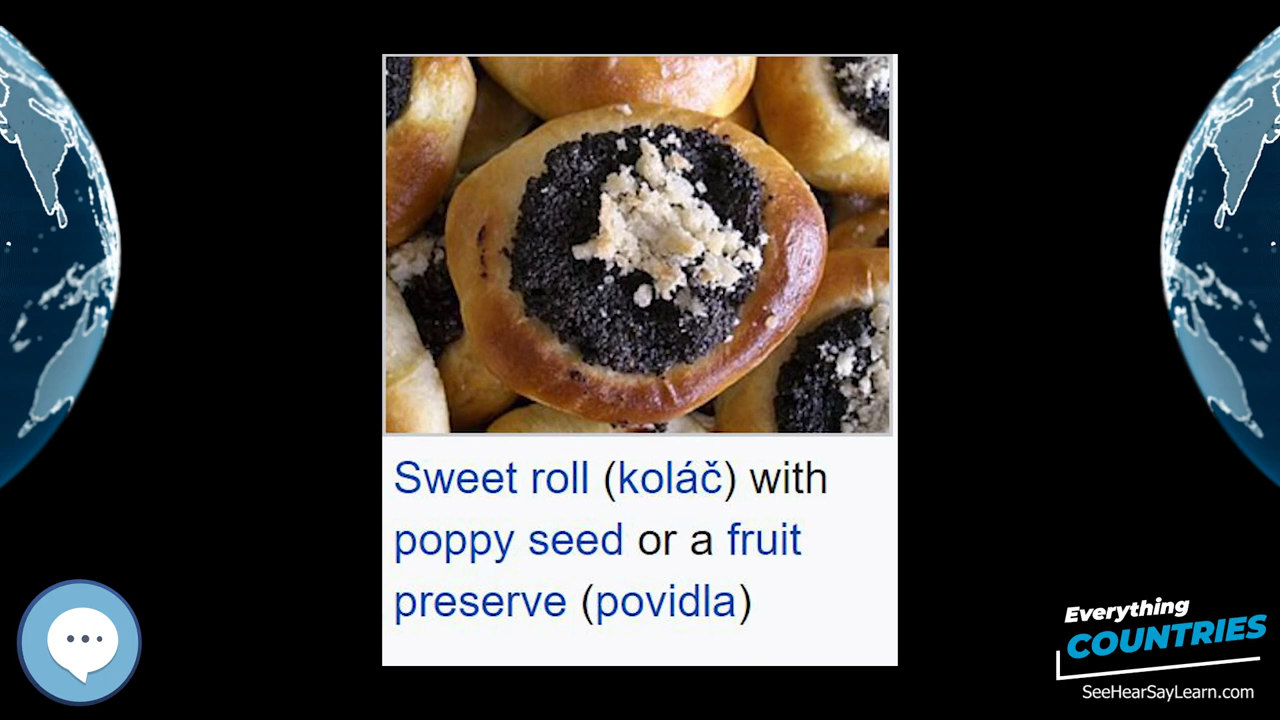 Sweet roll (koláč) with
poppy seed or a fruit
preserve (povidla)
Everything
COUNTRIES
SeeHearSayLearn.com